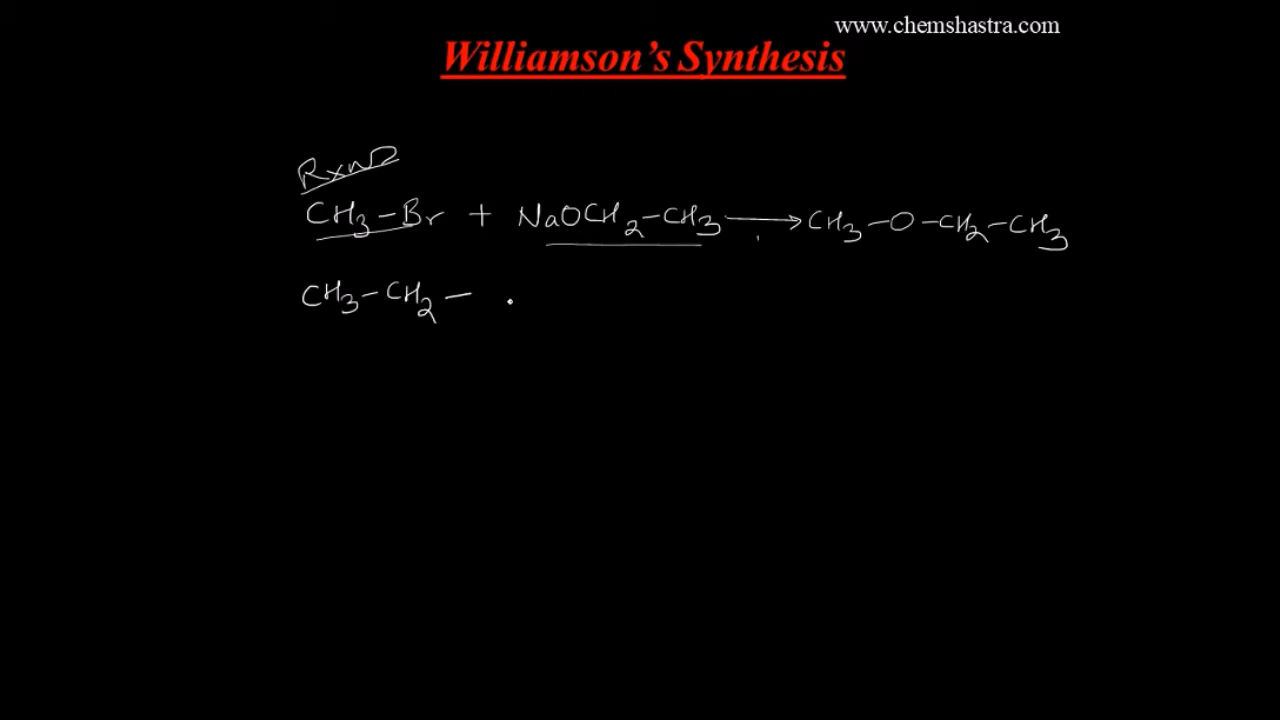 www.chemshastra.com
Williamson's Synthesis
Rxn
CH3-Br + NaOCH2-CH3 → CH3-O-CH2-CH3
CH3-CH2-